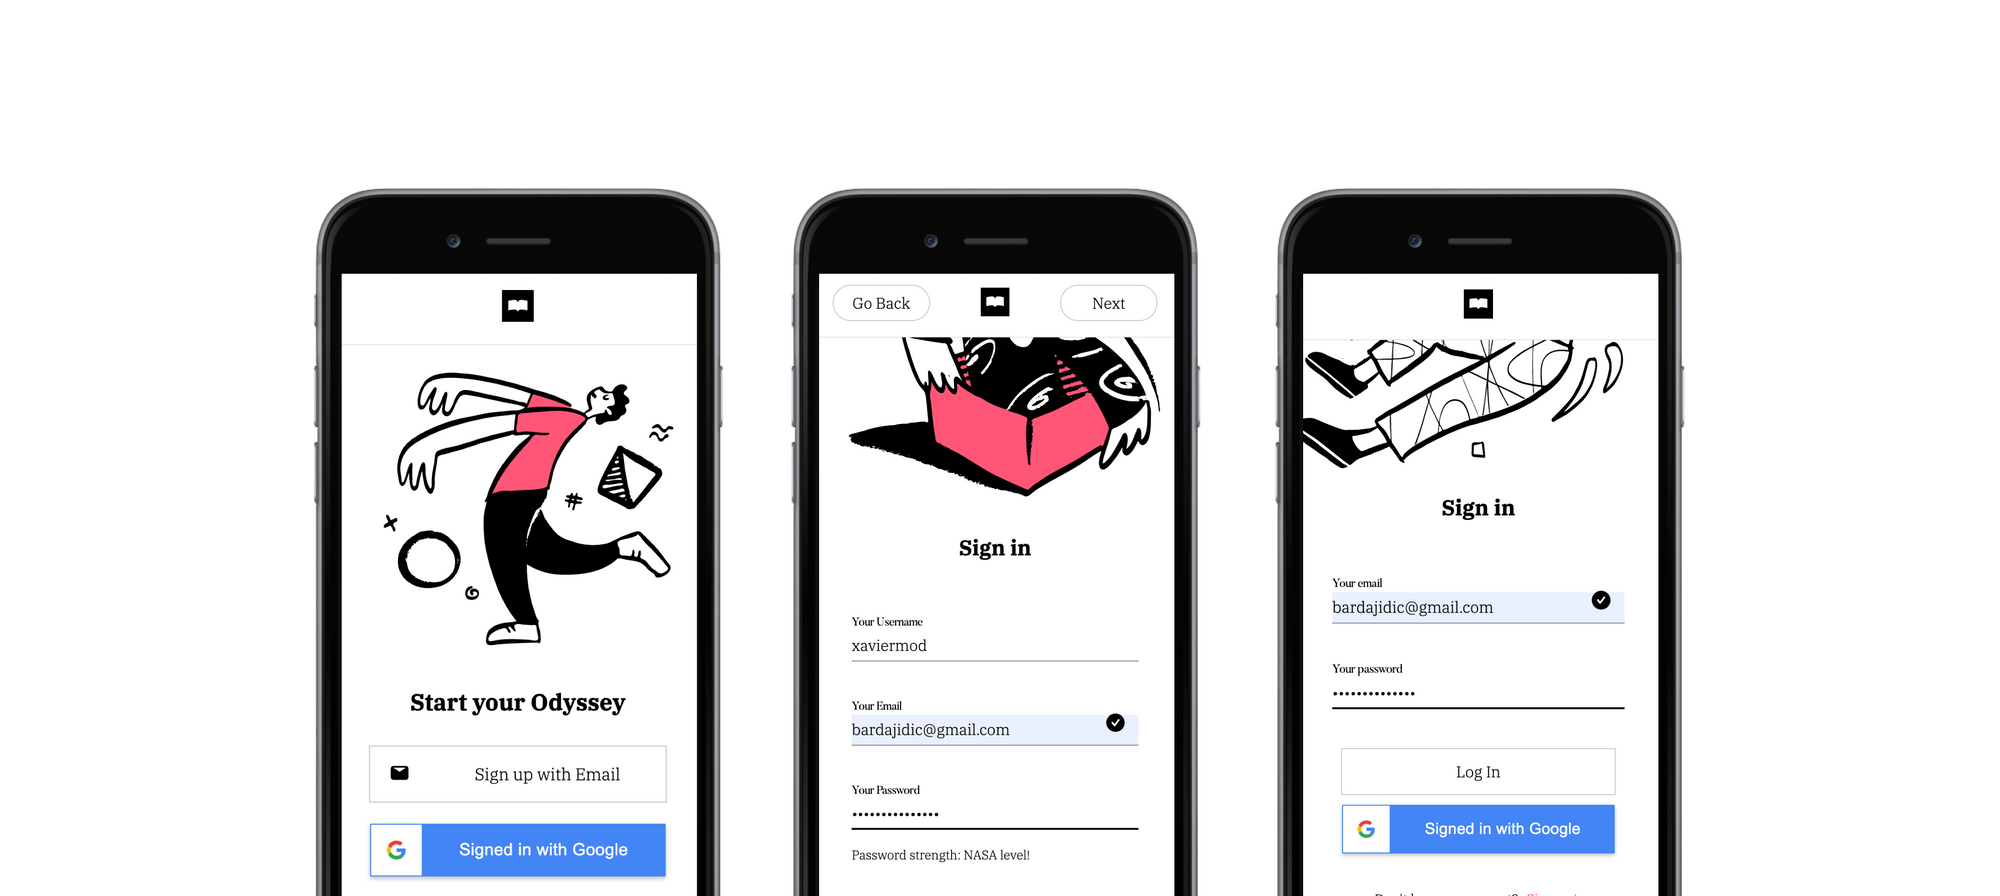 Start your Odyssey
Sign up with Email
Signed in with Google
Go Back
Next
Sign in
Your Username
xaviermod
Your Email
bardajidic@gmail.com
Your Password
Password strength: NASA level!
Sign in
Your email
bardajidic@gmail.com
Your password
Log In
Signed in with Google